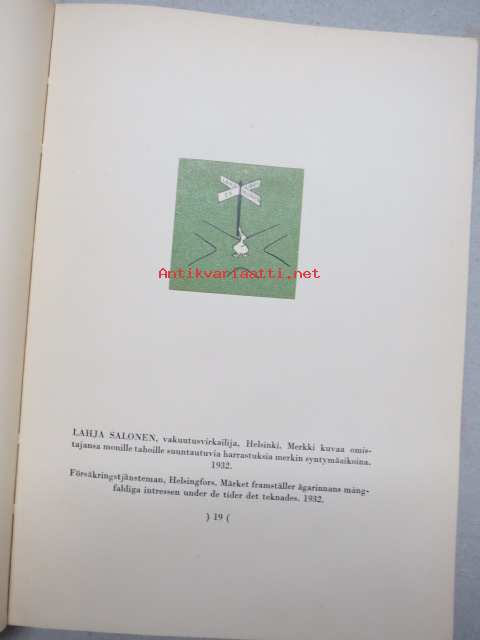 Antikvariaatti.net
LAHJA SALONEN, vakuutusvirkailija, Helsinki. Merkki kuvaa omis-
tajansa monille tahoille suuntautuvia harrastuksia merkin syntymäaikoina.
1932.
Försäkringstjänsteman, Helsingfors. Märket framställer ägarinnans mång-
faldiga intressen under de tider det tecknades. 1932.
) 19 (